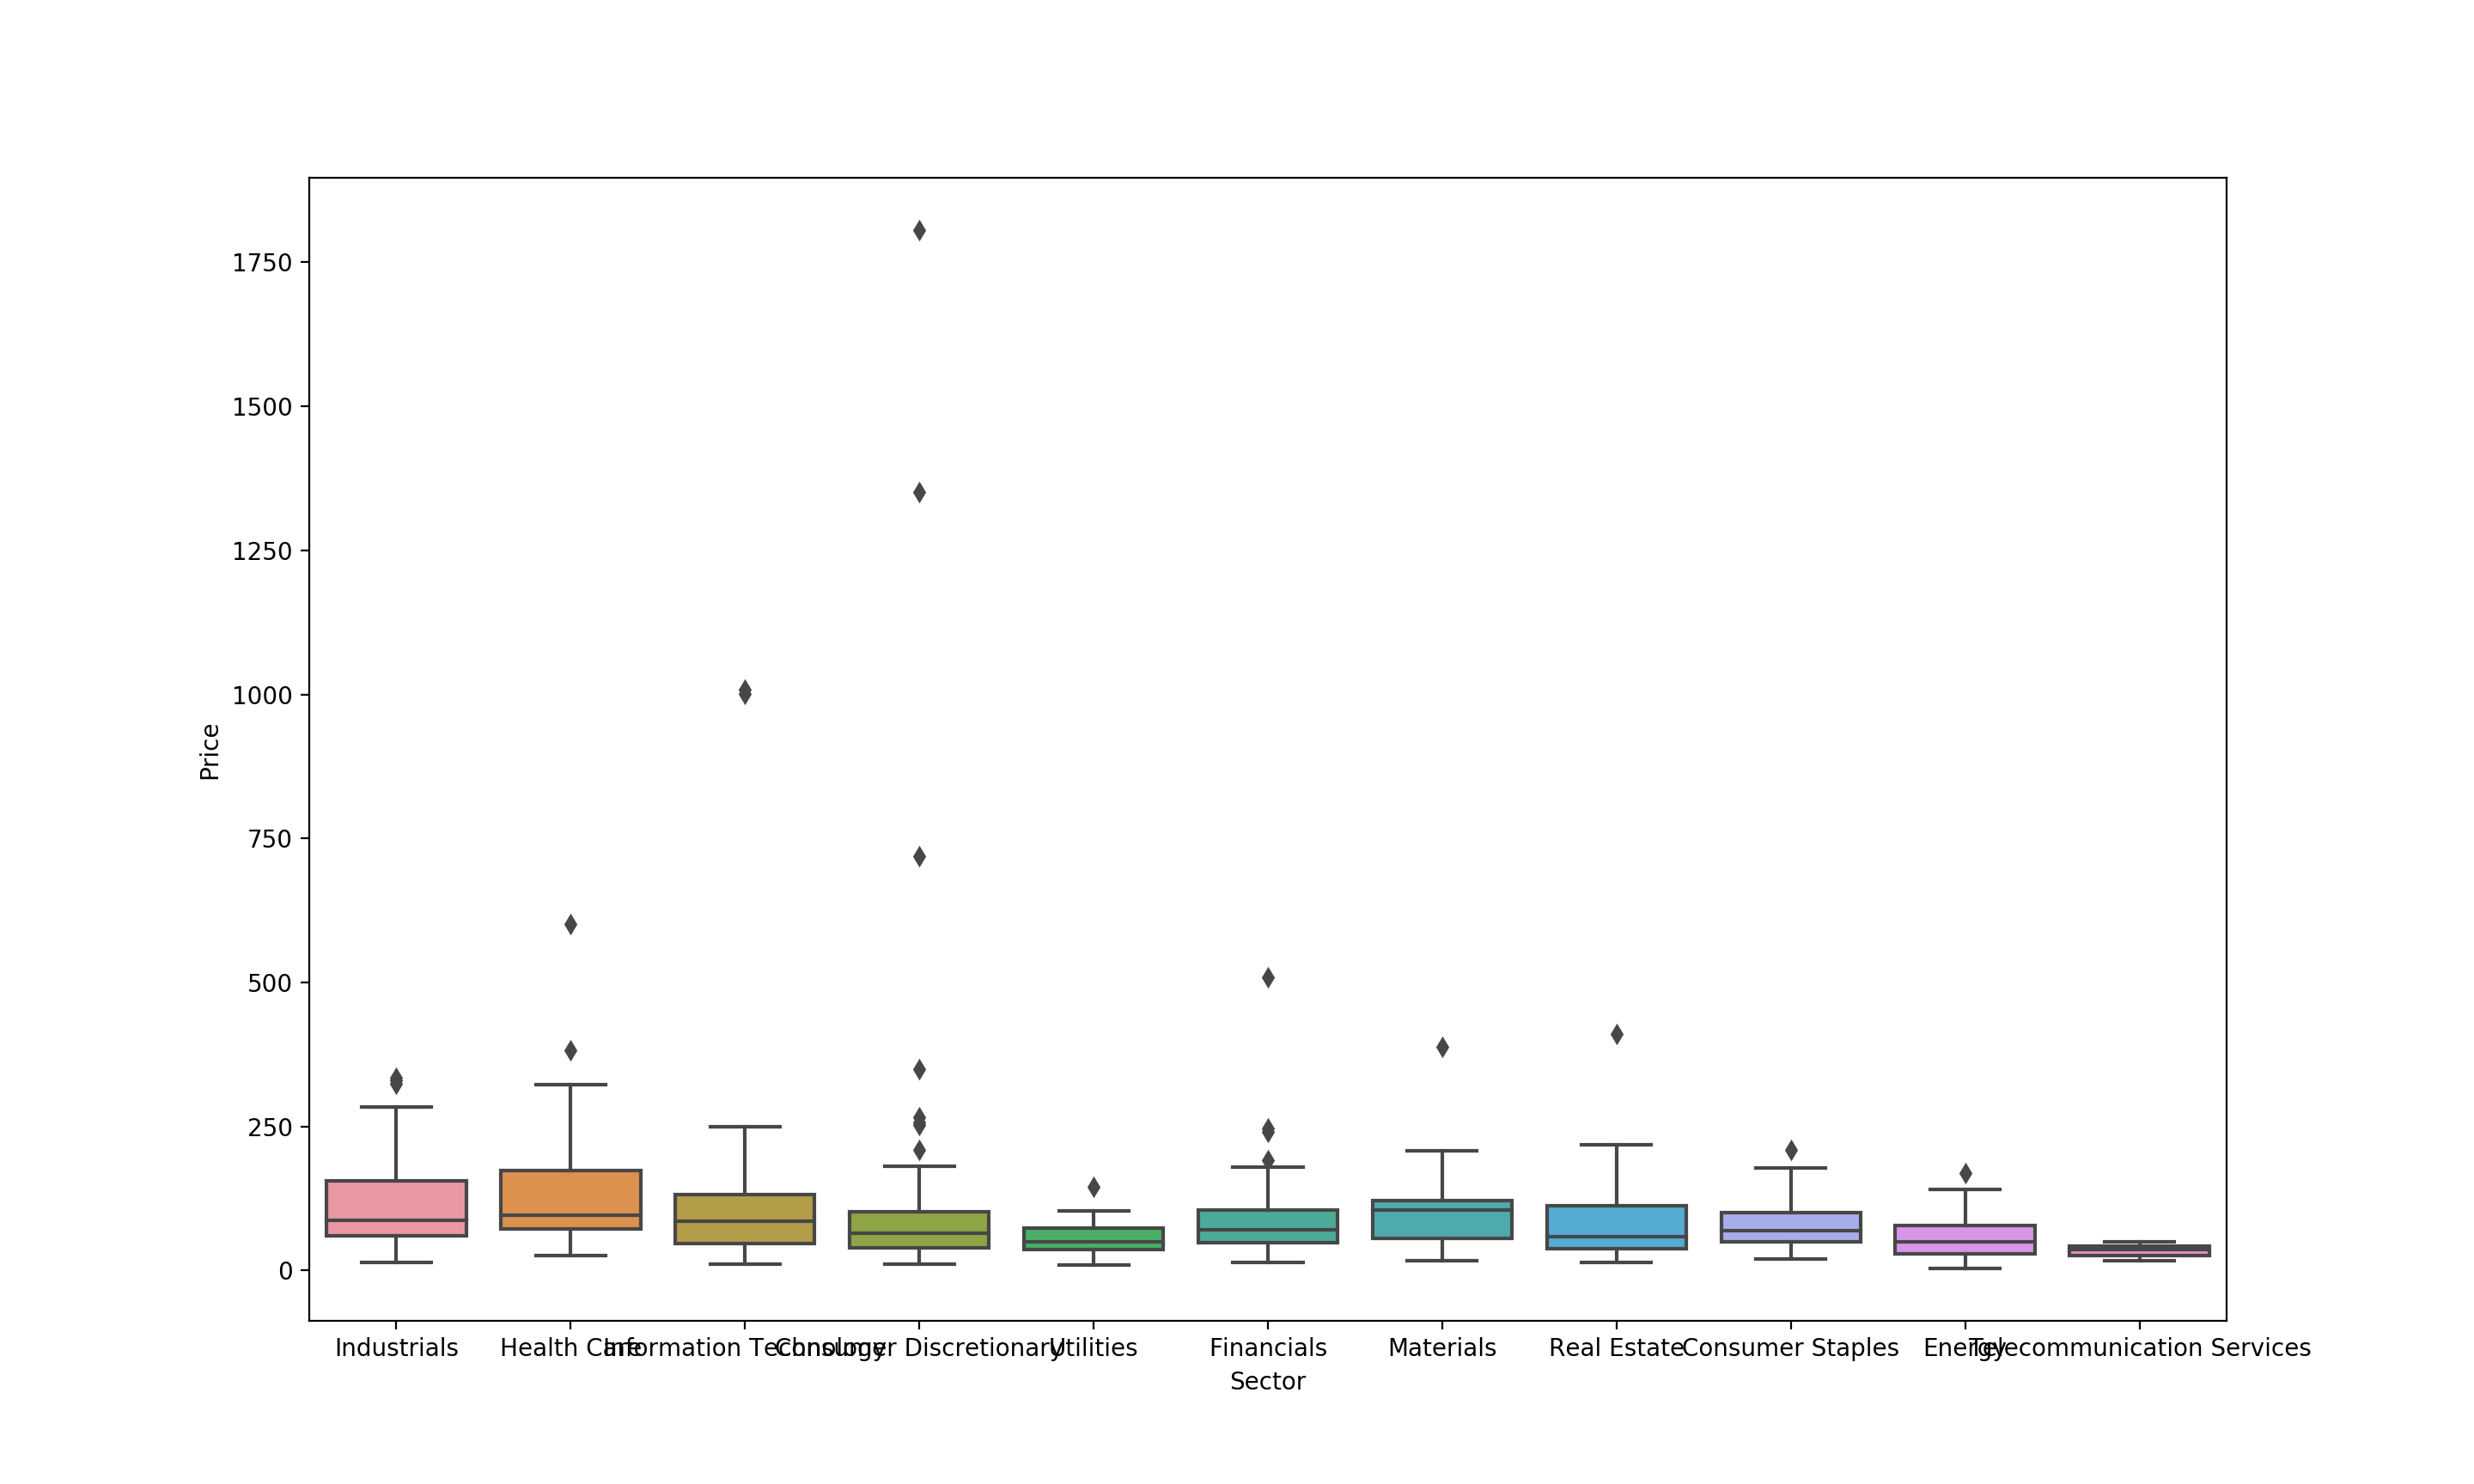 1750
1500
1250
1000
750
500
250
0
Price
Industrials
Health Care
Information Technology
Consumer Discretionary
Utilities
Financials
Materials
Real Estate
Consumer Staples
Energy
Telecommunication Services
Sector